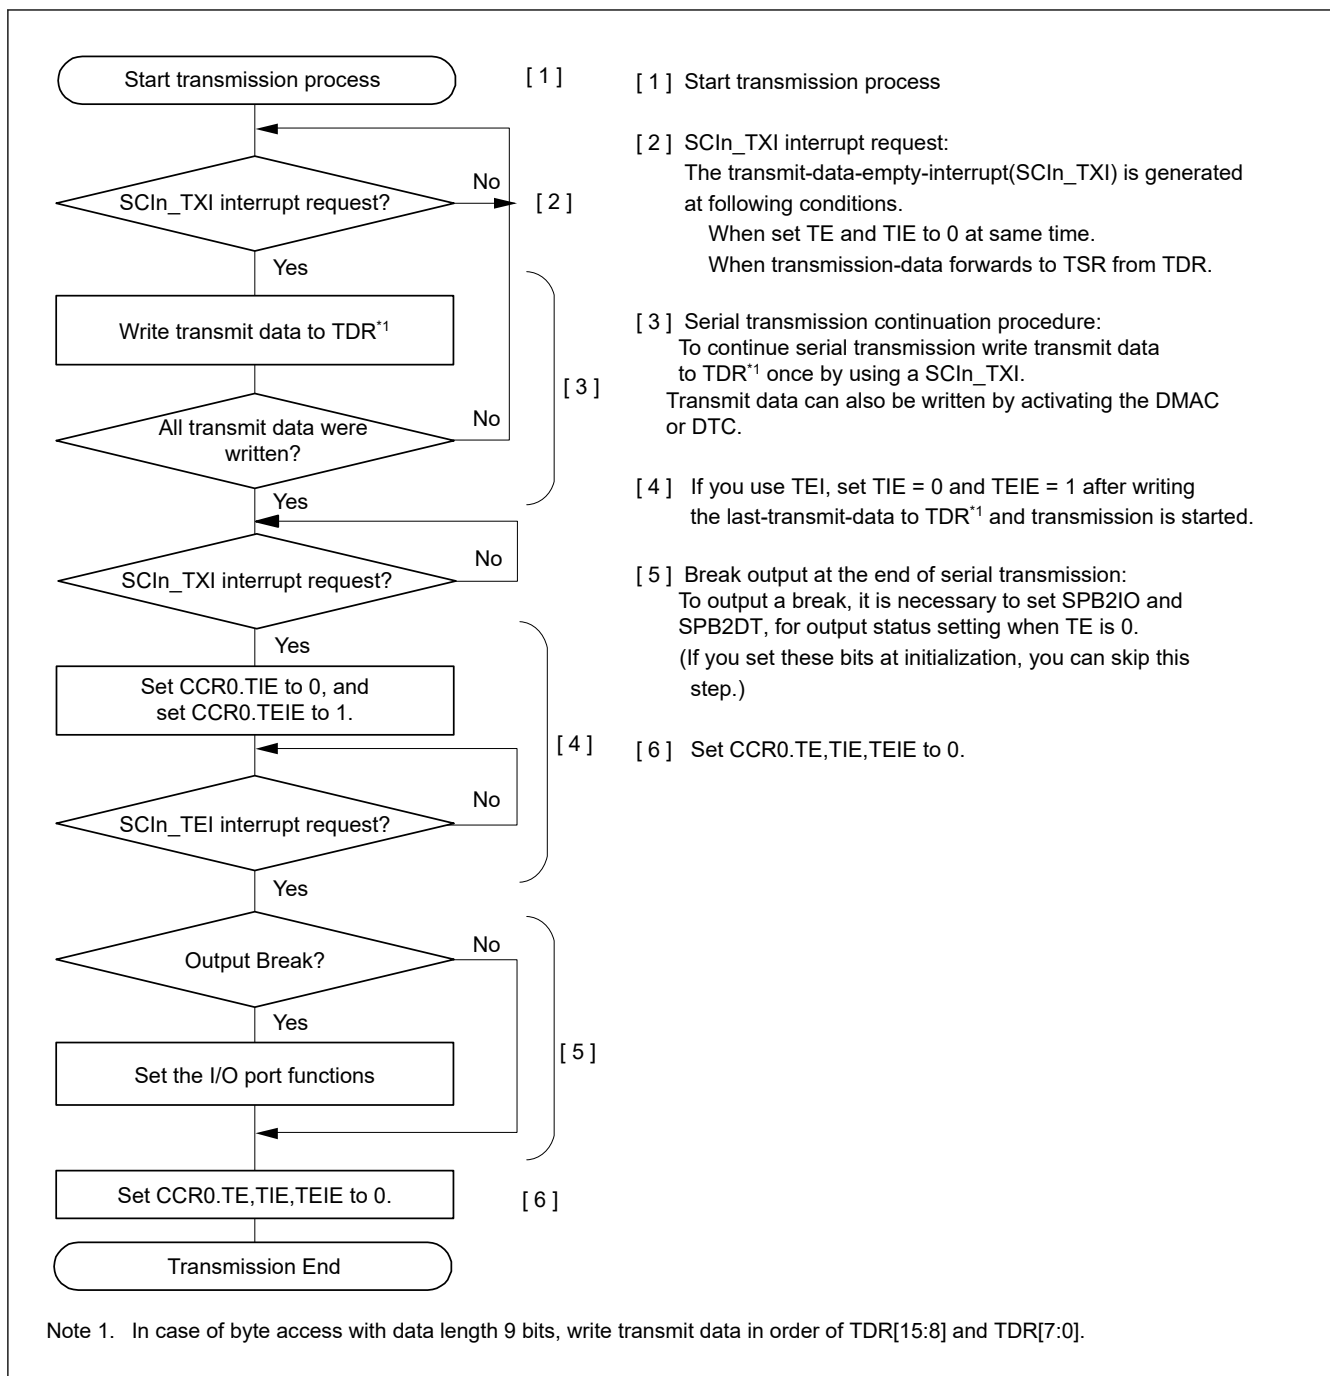 Start transmission process
[ 1 ]
SCIn_TXI interrupt request?
No
[ 2 ]
Yes
Write transmit data to TDR*1
[ 3 ]
All transmit data were
written?
No
Yes
SCIn_TXI interrupt request?
No
Yes
Set CCR0.TIE to 0, and
set CCR0.TEIE to 1.
[ 4 ]
SCIn_TEI interrupt request?
No
Yes
Output Break?
No
Yes
Set the I/O port functions
[ 5 ]
Set CCR0.TE,TIE,TEIE to 0.
[ 6 ]
Transmission End
[ 1 ] Start transmission process
[ 2 ] SCIn_TXI interrupt request:
The transmit-data-empty-interrupt(SCIn_TXI) is generated
at following conditions.
When set TE and TIE to 0 at same time.
When transmission-data forwards to TSR from TDR.
[ 3 ] Serial transmission continuation procedure:
To continue serial transmission write transmit data
to TDR*1 once by using a SCIn_TXI.
Transmit data can also be written by activating the DMAC
or DTC.
[ 4 ] If you use TEI, set TIE = 0 and TEIE = 1 after writing
the last-transmit-data to TDR*1 and transmission is started.
[ 5 ] Break output at the end of serial transmission:
To output a break, it is necessary to set SPB2IO and
SPB2DT, for output status setting when TE is 0.
(If you set these bits at initialization, you can skip this
step.)
[ 6 ] Set CCR0.TE,TIE,TEIE to 0.
Note 1. In case of byte access with data length 9 bits, write transmit data in order of TDR[15:8] and TDR[7:0].